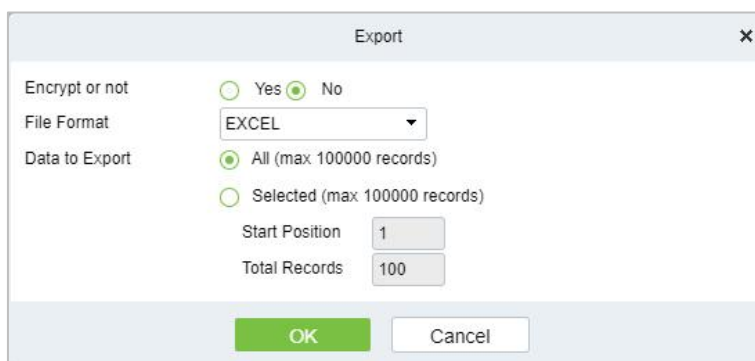 Export
Encrypt or not Yes No
File Format EXCEL
Data to Export All (max 100000 records)
Selected (max 100000 records)
Start Position 1
Total Records 100
OK Cancel